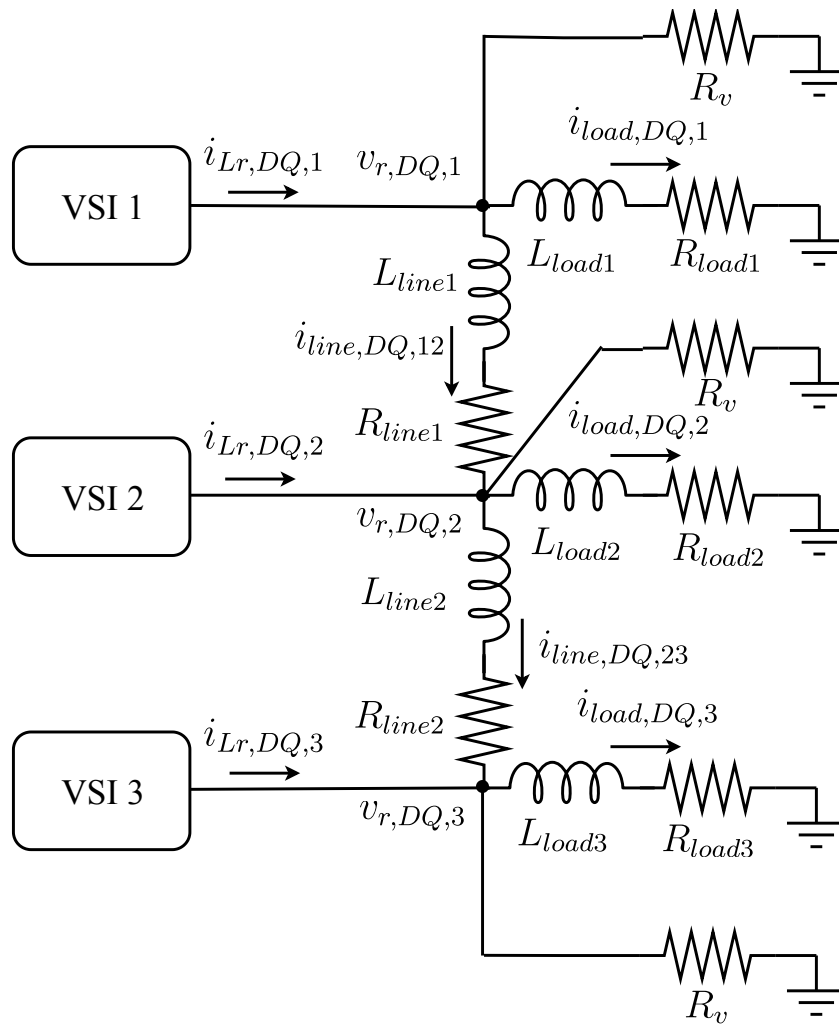 R_v
i_{load,DQ,1}
i_{Lr,DQ,1}
v_{r,DQ,1}
VSI 1
L_{load1}
R_{load1}
L_{line1}
i_{line,DQ,12}
R_v
R_{line1}
i_{load,DQ,2}
i_{Lr,DQ,2}
VSI 2
v_{r,DQ,2}
L_{load2}
R_{load2}
L_{line2}
i_{line,DQ,23}
R_{line2}
i_{load,DQ,3}
i_{Lr,DQ,3}
VSI 3
v_{r,DQ,3}
L_{load3}
R_{load3}
R_v